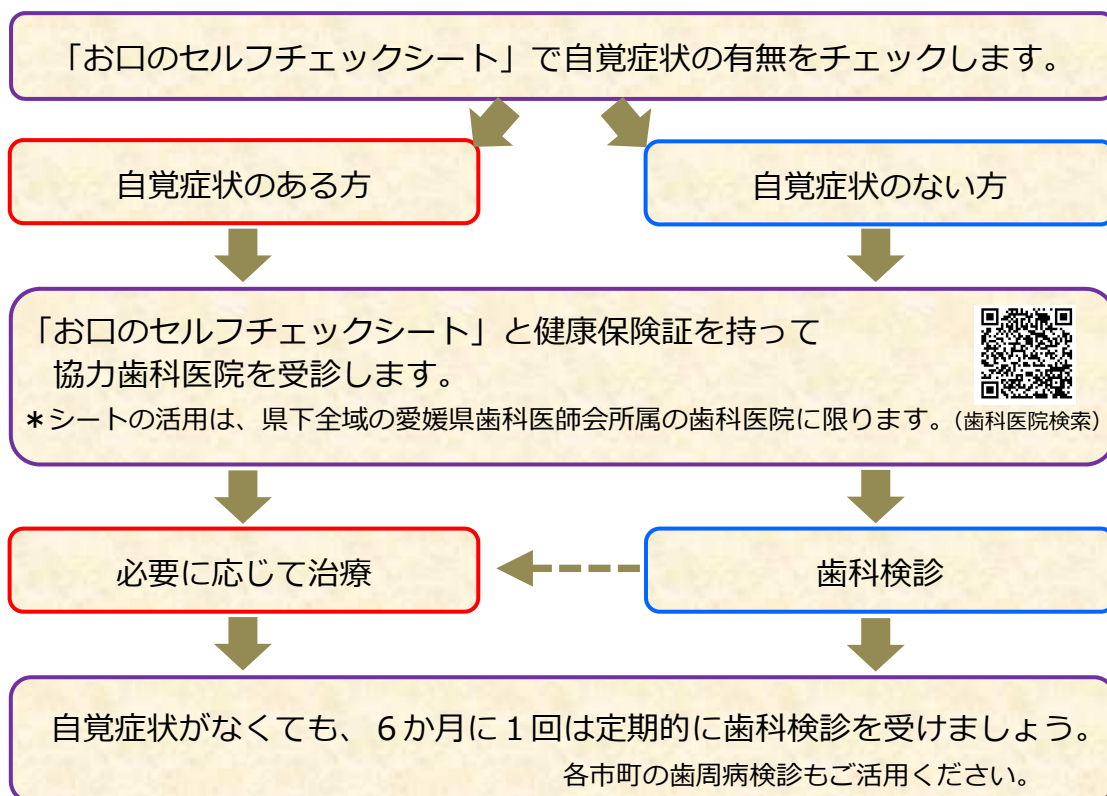 「お口のセルフチェックシート」で自覚症状の有無をチェックします。
自覚症状のある方
自覚症状のない方
「お口のセルフチェックシート」と健康保険証を持って
協力歯科医院を受診します。
＊シートの活用は、県下全域の愛媛県歯科医師会所属の歯科医院に限ります。（歯科医院検索）
必要に応じて治療
歯科検診
自覚症状がなくても、６か月に１回は定期的に歯科検診を受けましょう。
各市町の歯周病検診もご活用ください。